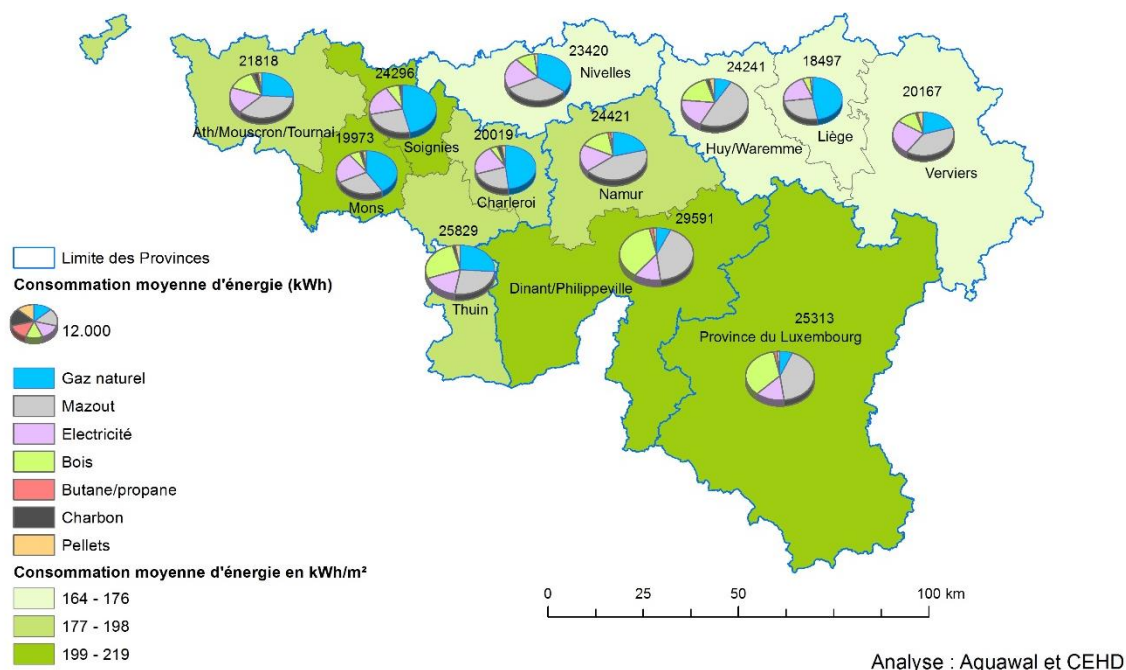 21818
Ath/Mouscron/Tournai
24296
Soignies
23420
Nivelles
24241
Huy/Waremme
18497
Liège
20167
Verviers
19973
Mons
20019
Charleroi
24421
Namur
25829
Thuin
29591
Dinant/Philippeville
25313
Province du Luxembourg
Limite des Provinces
Consommation moyenne d'énergie (kWh)
12.000
Gaz naturel
Mazout
Electricité
Bois
Butane/propane
Charbon
Pellets
Consommation moyenne d'énergie en kWh/m²
164 - 176
177 - 198
199 - 219
0 25 50 100 km
Analyse : Aquawal et CEHD